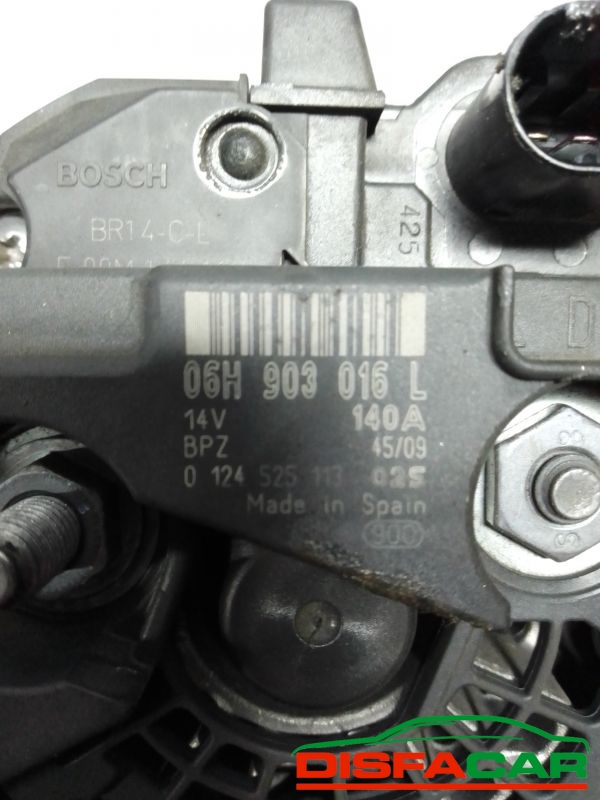 BOSCH
BR14-C-L
425
L D
06H 903 016 L
14V 140A
BPZ 45/09
0 124 525 113 025
Made in Spain
900
DISFACAR